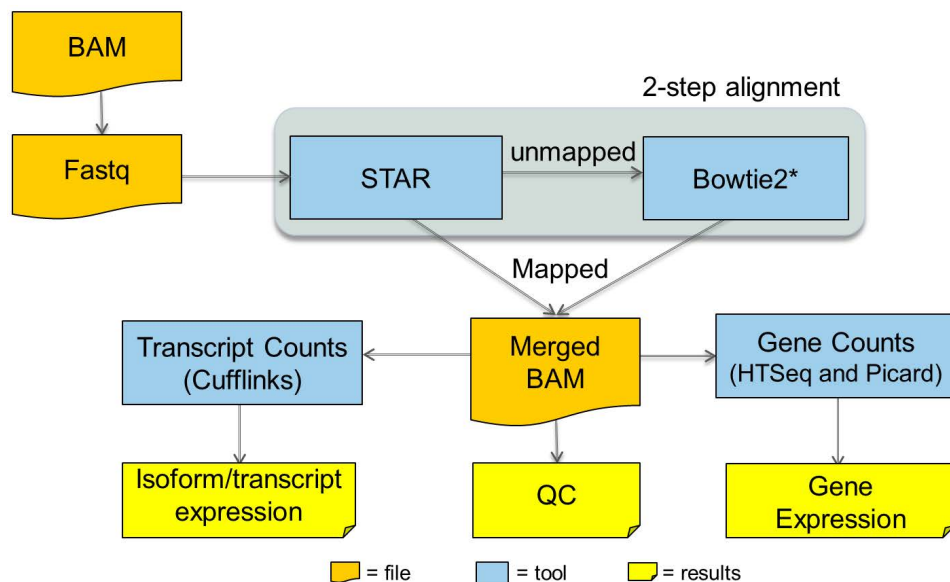 BAM
2-step alignment
Fastq
STAR
unmapped
Bowtie2*
Mapped
Transcript Counts
(Cufflinks)
Merged
BAM
Gene Counts
(HTSeq and Picard)
Isoform/transcript
expression
QC
Gene
Expression
= file
= tool
= results